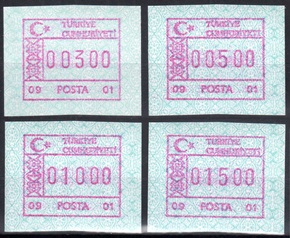 TÜRKİYE
CUMHURİYETİ
00300
09 POSTA 01
TÜRKİYE
CUMHURİYETİ
00500
09 POSTA 01
TÜRKİYE
CUMHURİYETİ
01000
09 POSTA 01
TÜRKİYE
CUMHURİYETİ
01500
09 POSTA 01